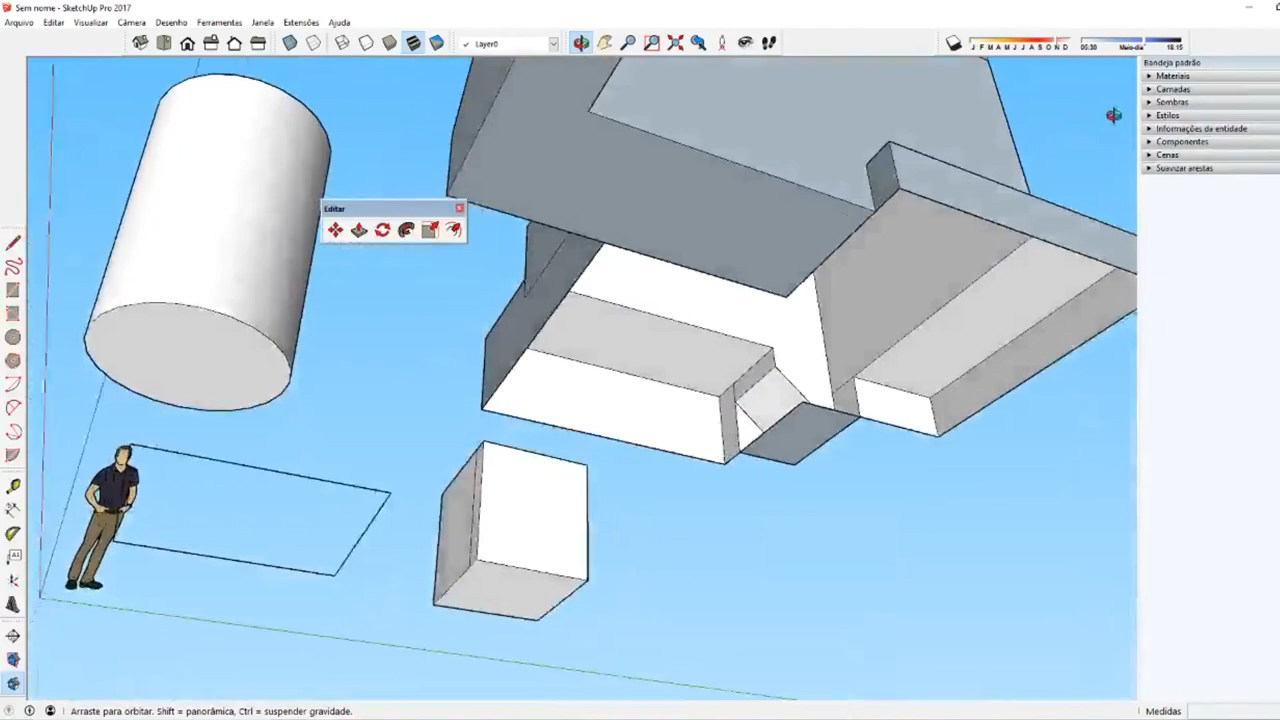 Sem nome - SketchUp Pro 2017
Arquivo Editar Visualizar Câmera Desenho Ferramentas Janela Extensões Ajuda
Layer0
J F M A M J J A S O N D 05:30 Meio-dia 18:15
Bandeja padrão
Materiais
Camadas
Sombras
Estilos
Informações da entidade
Componentes
Cenas
Suavizar arestas
Editar
A1
Arraste para orbitar. Shift = panorâmica, Ctrl = suspender gravidade.
Medidas